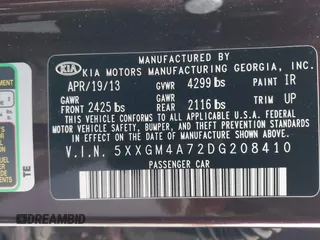 MANUFACTURED BY
KIA KIA MOTORS MANUFACTURING GEORGIA, INC.
APR/19/13 GVWR 4299 lbs PAINT IR
GAWR FRONT 2425 lbs GAWR REAR 2116 lbs TRIM UP
THIS VEHICLE CONFORMS TO ALL APPLICABLE
FEDERAL MOTOR VEHICLE SAFETY, BUMPER, AND
THEFT PREVENTION STANDARDS IN EFFECT ON
THE DATE OF MANUFACTURE SHOWN ABOVE.
V.I.N. 5XXGM4A72DG208410
PASSENGER CAR
TE
© DREAMBID